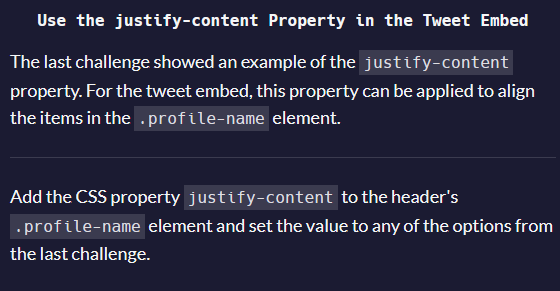 Use the justify-content Property in the Tweet Embed
The last challenge showed an example of the justify-content
property. For the tweet embed, this property can be applied to align
the items in the .profile-name element.
Add the CSS property justify-content to the header's
.profile-name element and set the value to any of the options from
the last challenge.